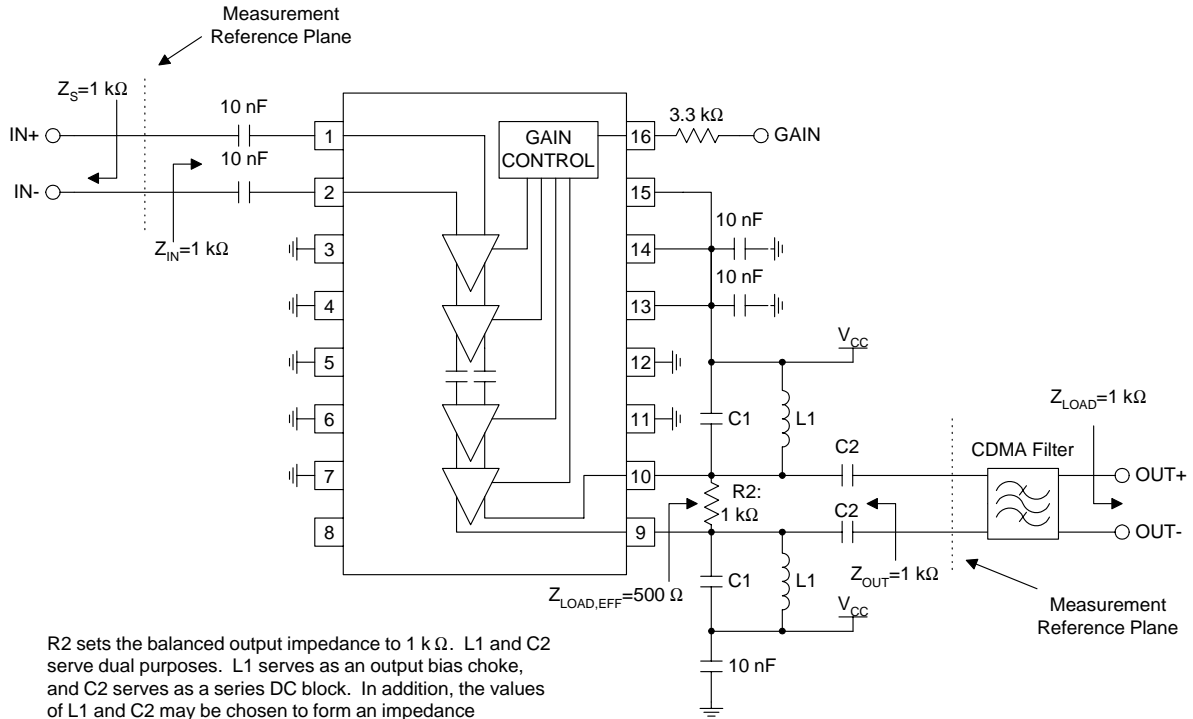 Measurement
Reference Plane
Z_S=1 kΩ
10 nF
IN+
1
10 nF
IN-
2
Z_IN=1 kΩ
3
4
5
6
7
8
GAIN
CONTROL
16
3.3 kΩ
GAIN
15
10 nF
14
10 nF
13
V_CC
12
C1
L1
11
Z_LOAD=1 kΩ
C2
CDMA Filter
10
OUT+
R2:
1 kΩ
C2
9
OUT-
Z_LOAD,EFF=500 Ω
C1
L1
Z_OUT=1 kΩ
V_CC
Measurement
Reference Plane
10 nF
R2 sets the balanced output impedance to 1 kΩ. L1 and C2
serve dual purposes. L1 serves as an output bias choke,
and C2 serves as a series DC block. In addition, the values
of L1 and C2 may be chosen to form an impedance